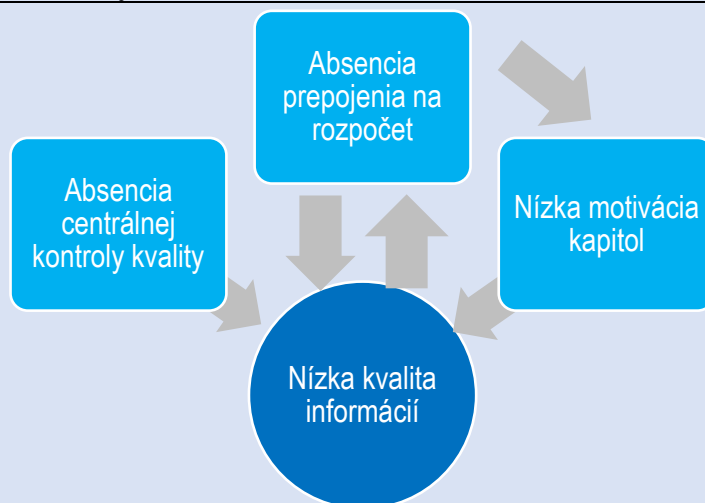 Absencia
prepojenia na
rozpočet
Absencia
centrálnej
kontroly kvality
Nízka motivácia
kapitol
Nízka kvalita
informácií